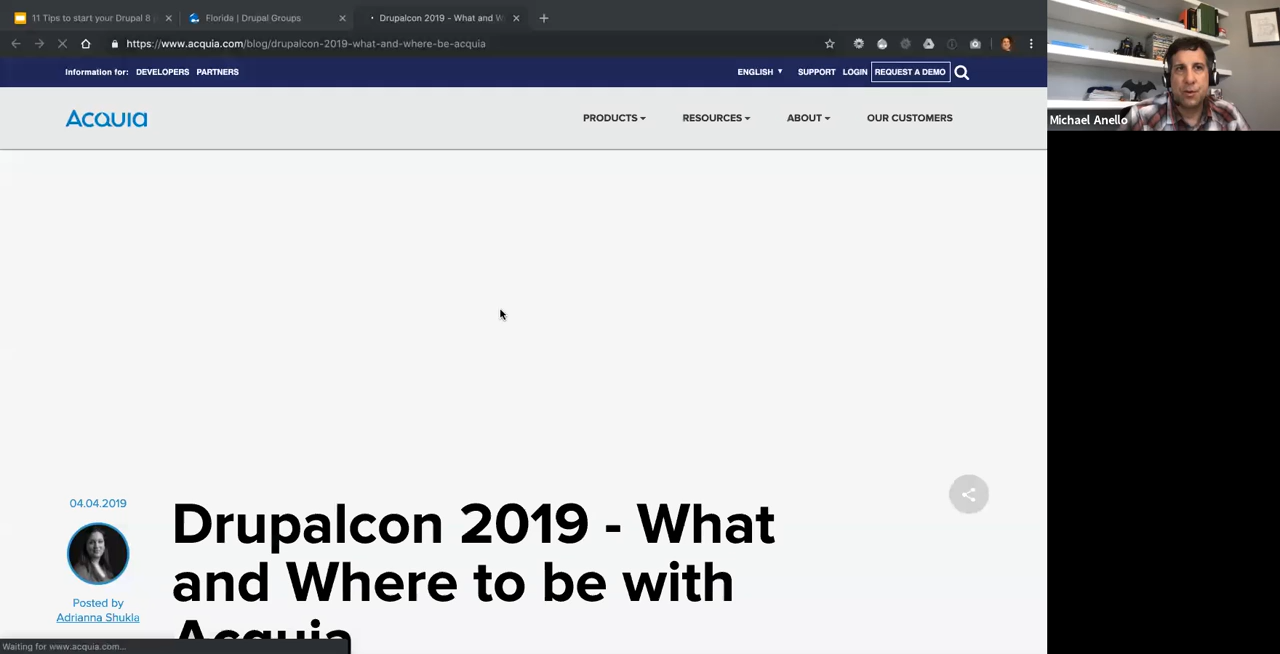 11 Tips to start your Drupal 8
Florida | Drupal Groups
Drupalcon 2019 - What and W
https://www.acquia.com/blog/drupalcon-2019-what-and-where-be-acquia
Information for: DEVELOPERS PARTNERS
ENGLISH SUPPORT LOGIN REQUEST A DEMO
ACQUIA
PRODUCTS RESOURCES ABOUT OUR CUSTOMERS
Michael Anello
04.04.2019
Posted by
Adrianna Shukla
Drupalcon 2019 - What
and Where to be with
Acquia
Waiting for www.acquia.com...